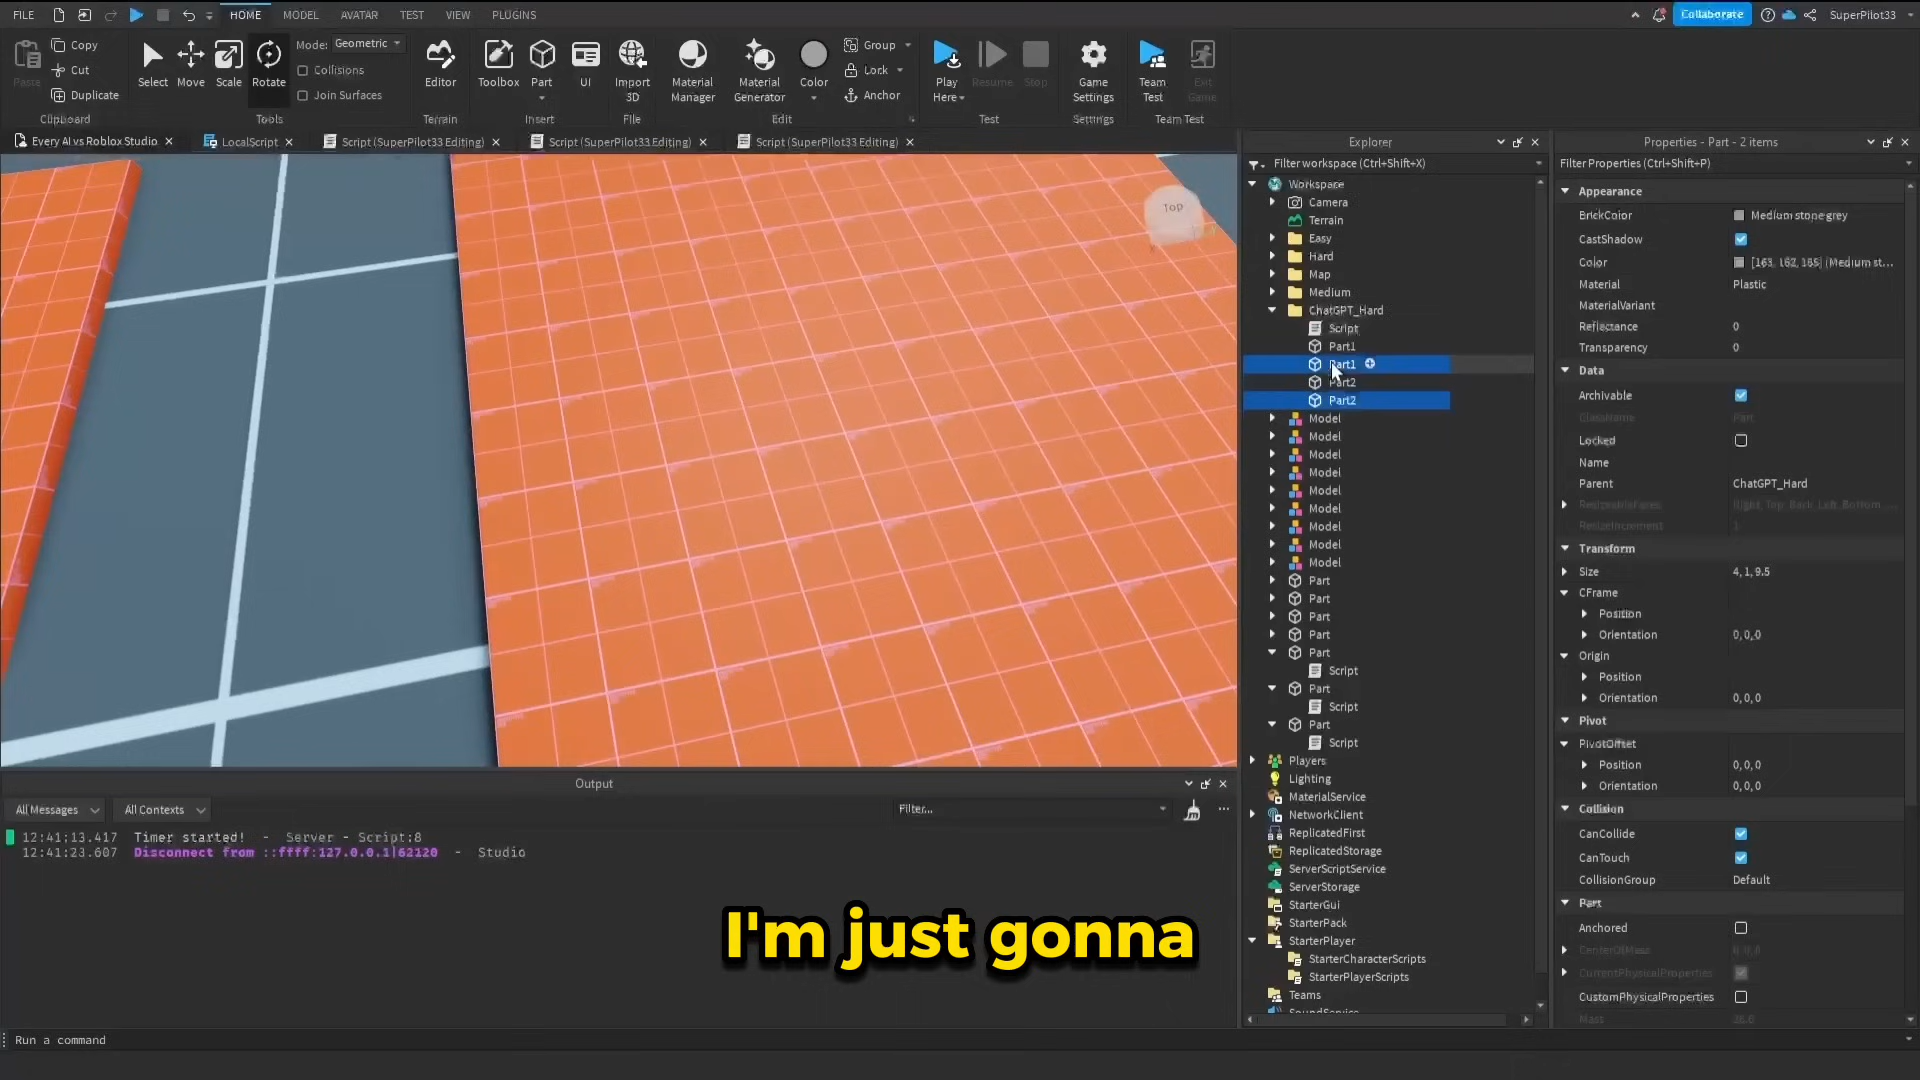 FILE HOME MODEL AVATAR TEST VIEW PLUGINS Collaborate SuperPilot33
Paste Copy Cut Duplicate Clipboard
Select Move Scale Rotate Mode: Geometric Collisions Join Surfaces Tools
Editor Terrain
Toolbox Part UI Insert
Import 3D File
Material Manager Material Generator Color Group Lock Anchor Edit
Play Here Resume Stop Test
Game Settings Settings
Team Test Exit Game Team Test
Every AI vs Roblox Studio LocalScript Script (SuperPilot33 Editing) Script (SuperPilot33 Editing) Script (SuperPilot33 Editing)
Top
Explorer
Filter workspace (Ctrl+Shift+X)
Workspace
Camera
Terrain
Easy
Hard
Map
Medium
ChatGPT_Hard
Script
Part1
Part1
Part2
Part2
Model
Model
Model
Model
Model
Model
Model
Model
Model
Part
Part
Part
Part
Part
Script
Part
Script
Part
Script
Players
Lighting
MaterialService
NetworkClient
ReplicatedFirst
ReplicatedStorage
ServerScriptService
ServerStorage
StarterGui
StarterPack
StarterPlayer
StarterCharacterScripts
StarterPlayerScripts
Teams
SoundService
Properties - Part - 2 items
Filter Properties (Ctrl+Shift+P)
Appearance
BrickColor Medium stone grey
CastShadow
Color [163, 162, 165] (Medium st...
Material Plastic
MaterialVariant
Reflectance 0
Transparency 0
Data
Archivable
ClassName Part
Locked
Name
Parent ChatGPT_Hard
ResizeableFaces Right, Top, Back, Left, Bottom, ...
ResizeIncrement 1
Transform
Size 4, 1, 9.5
CFrame
Position
Orientation 0, 0, 0
Origin
Position
Orientation 0, 0, 0
Pivot
PivotOffset
Position 0, 0, 0
Orientation 0, 0, 0
Collision
CanCollide
CanTouch
CollisionGroup Default
Part
Anchored
CenterOfMass 0, 0, 0
CurrentPhysicalProperties
CustomPhysicalProperties
Mass
Output
All Messages All Contexts Filter...
12:41:13.417 Timer started! - Server - Script:8
12:41:23.607 Disconnect from ::ffff:127.0.0.1|62120 - Studio
I'm just gonna
Run a command